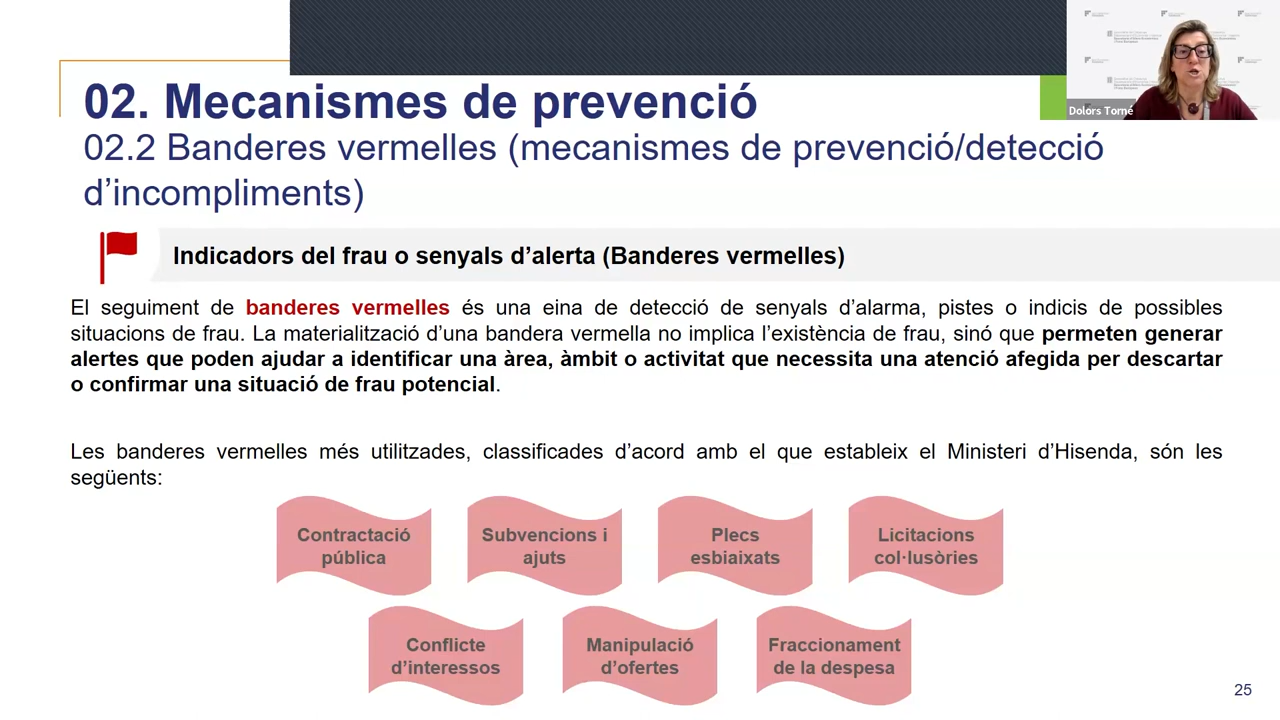 02. Mecanismes de prevenció
02.2 Banderes vermelles (mecanismes de prevenció/detecció
d’incompliments)
Dolors Tomé
Indicadors del frau o senyals d’alerta (Banderes vermelles)
El seguiment de banderes vermelles és una eina de detecció de senyals d’alarma, pistes o indicis de possibles
situacions de frau. La materialització d’una bandera vermella no implica l’existència de frau, sinó que permeten generar
alertes que poden ajudar a identificar una àrea, àmbit o activitat que necessita una atenció afegida per descartar
o confirmar una situació de frau potencial.
Les banderes vermelles més utilitzades, classificades d’acord amb el que estableix el Ministeri d’Hisenda, són les
següents:
Contractació
pública
Subvencions i
ajuts
Plecs
esbiaixats
Licitacions
col·lusòries
Conflicte
d’interessos
Manipulació
d’ofertes
Fraccionament
de la despesa
25